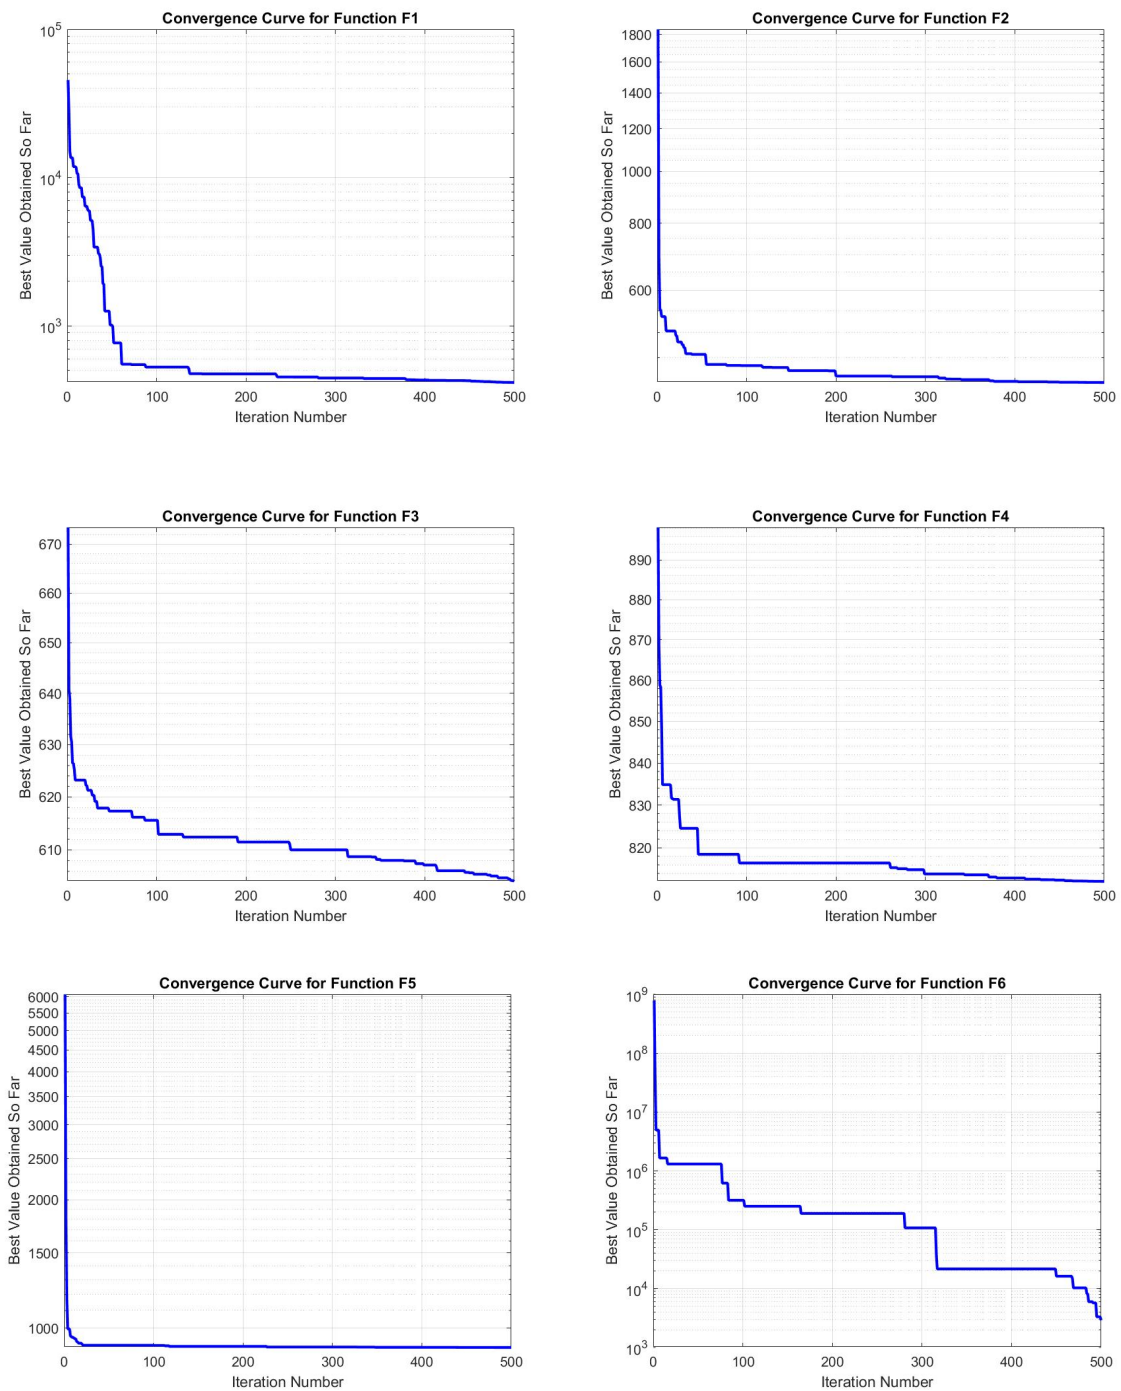 Convergence Curve for Function F1
Best Value Obtained So Far
10^5
10^4
10^3
0 100 200 300 400 500
Iteration Number
Convergence Curve for Function F2
Best Value Obtained So Far
1800
1600
1400
1200
1000
800
600
0 100 200 300 400 500
Iteration Number
Convergence Curve for Function F3
Best Value Obtained So Far
670
660
650
640
630
620
610
0 100 200 300 400 500
Iteration Number
Convergence Curve for Function F4
Best Value Obtained So Far
890
880
870
860
850
840
830
820
0 100 200 300 400 500
Iteration Number
Convergence Curve for Function F5
Best Value Obtained So Far
6000
5500
5000
4500
4000
3500
3000
2500
2000
1500
1000
0 100 200 300 400 500
Iteration Number
Convergence Curve for Function F6
Best Value Obtained So Far
10^9
10^8
10^7
10^6
10^5
10^4
10^3
0 100 200 300 400 500
Iteration Number